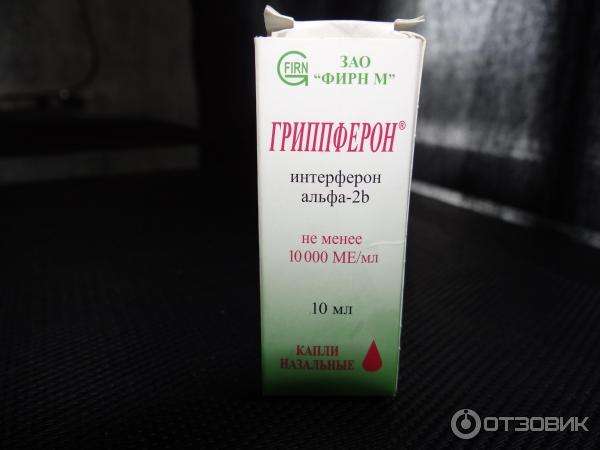 FIRN
ЗАО
"ФИРН М"
ГРИППФЕРОН®
интерферон
альфа-2b
не менее
10 000 МЕ/мл
10 мл
КАПЛИ
НАЗАЛЬНЫЕ
ОТЗОВИК